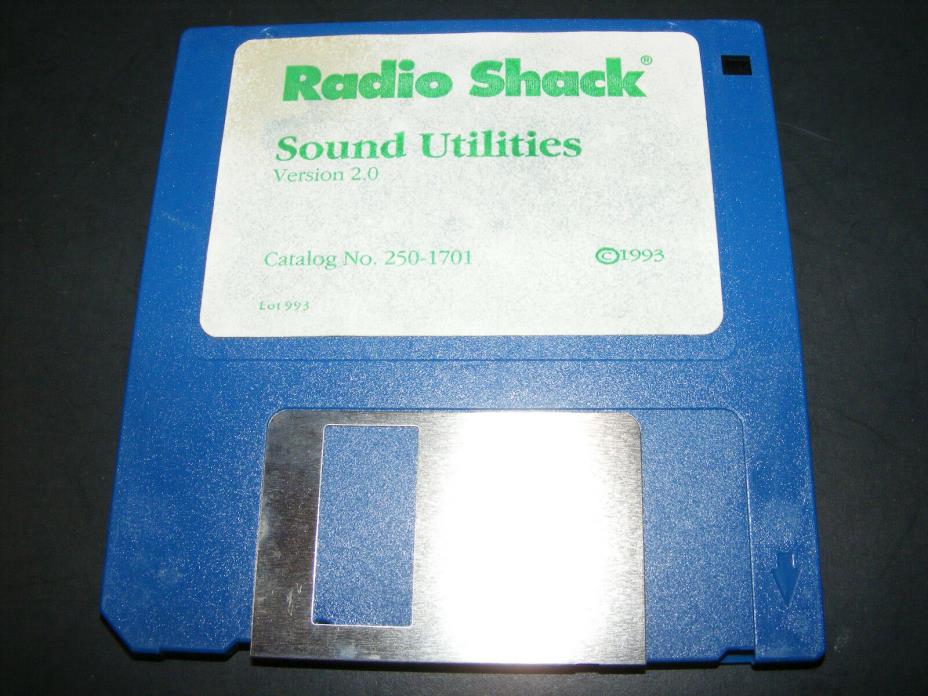 Radio Shack®
Sound Utilities
Version 2.0
Catalog No. 250-1701 ©1993
Lot 993